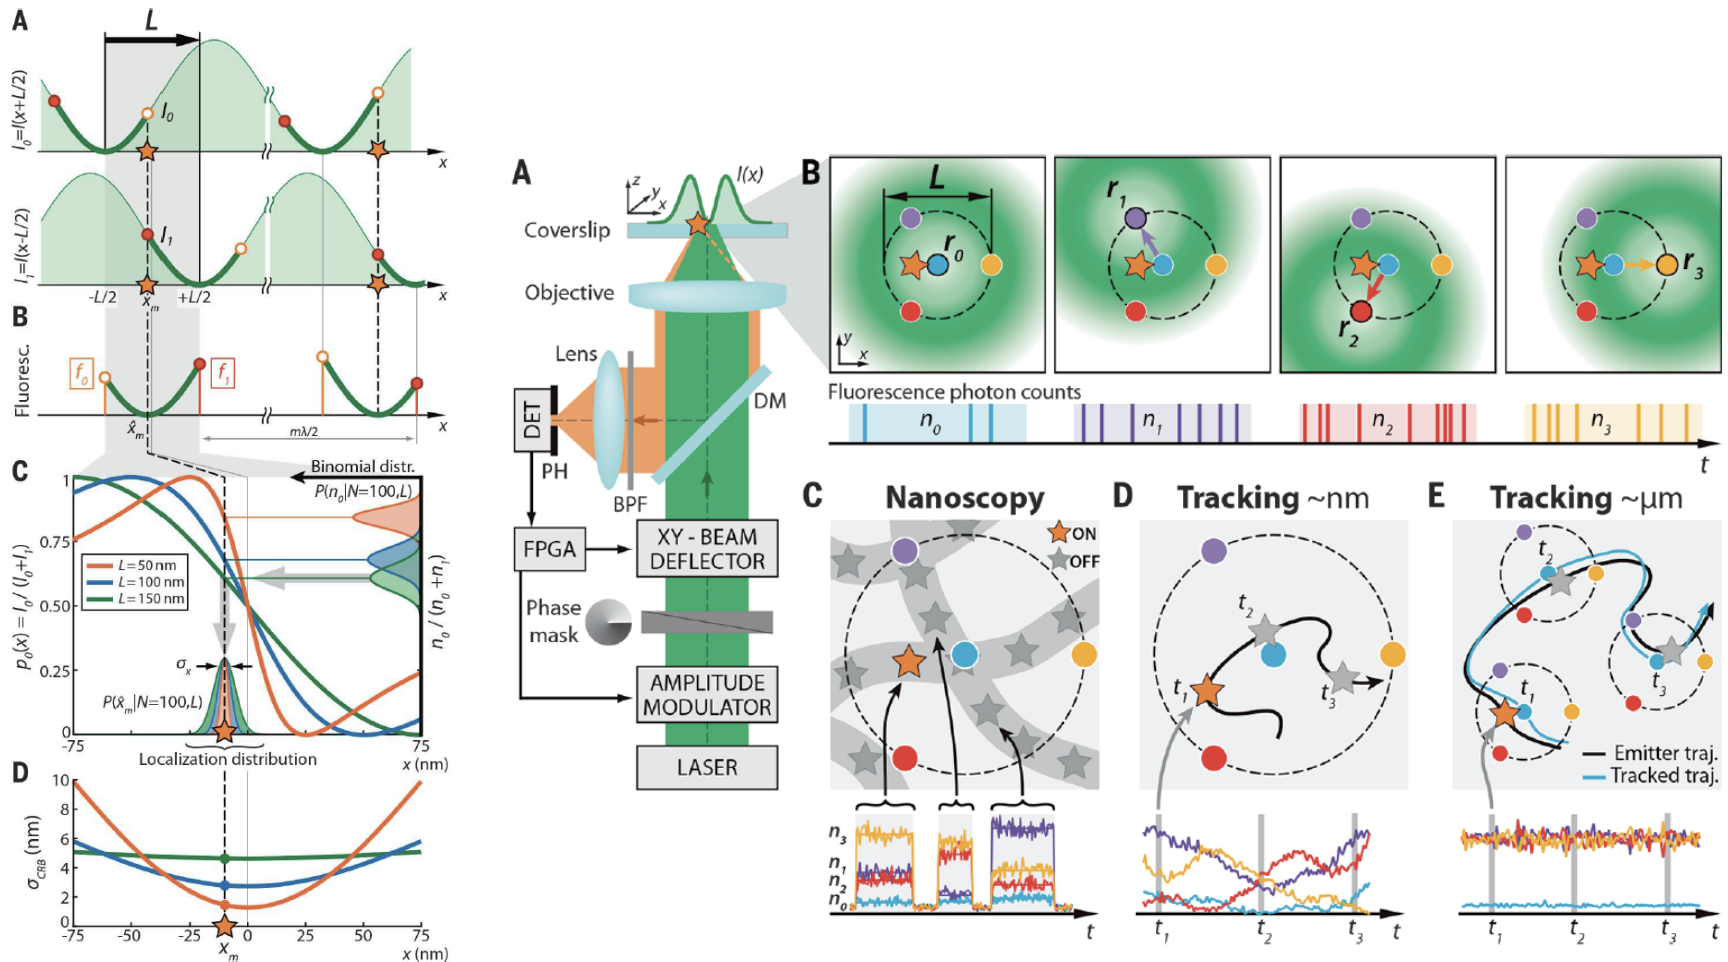 A
L
I₀=I(x+L/2)
I₀
x
I₁=I(x-L/2)
I₁
-L/2
xₘ
+L/2
x
B
Fluoresc.
f₀
f₁
x̂ₘ
mλ/2
x
C
Binomial distr.
P(n₀|N=100,L)
p₀(x) = I₀/ (I₀+I₁)
1
0.75
0.50
0.25
0
L = 50 nm
L = 100 nm
L = 150 nm
n₀ / (n₀ + n₁)
σₓ
P(x̂ₘ|N=100,L)
-75
75
x (nm)
Localization distribution
D
σCRB (nm)
10
8
6
4
2
0
-75
-50
-25
xₘ
0
25
50
75
x (nm)
A
z
y
x
I(x)
Coverslip
Objective
Lens
DM
DET
PH
BPF
FPGA
XY - BEAM
DEFLECTOR
Phase
mask
AMPLITUDE
MODULATOR
LASER
B
L
r₀
y
x
r₁
r₂
r₃
Fluorescence photon counts
n₀
n₁
n₂
n₃
t
C
Nanoscopy
ON
OFF
n₃
n₁
n₂
n₀
t
D
Tracking ~nm
t₁
t₂
t₃
t₁
t₂
t₃
t
E
Tracking ~μm
t₂
t₁
t₃
Emitter traj.
Tracked traj.
t₁
t₂
t₃
t